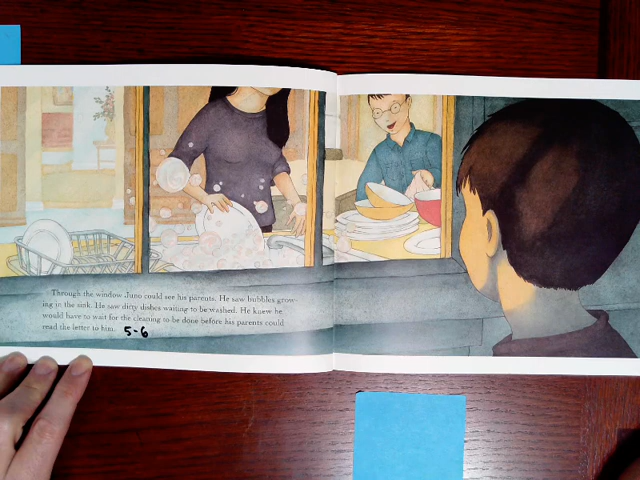 Through the window Juno could see his parents. He saw bubbles grow-
ing in the sink. He saw dirty dishes waiting to be washed. He knew he
would have to wait for the cleaning to be done before his parents could
read the letter to him. 5-6